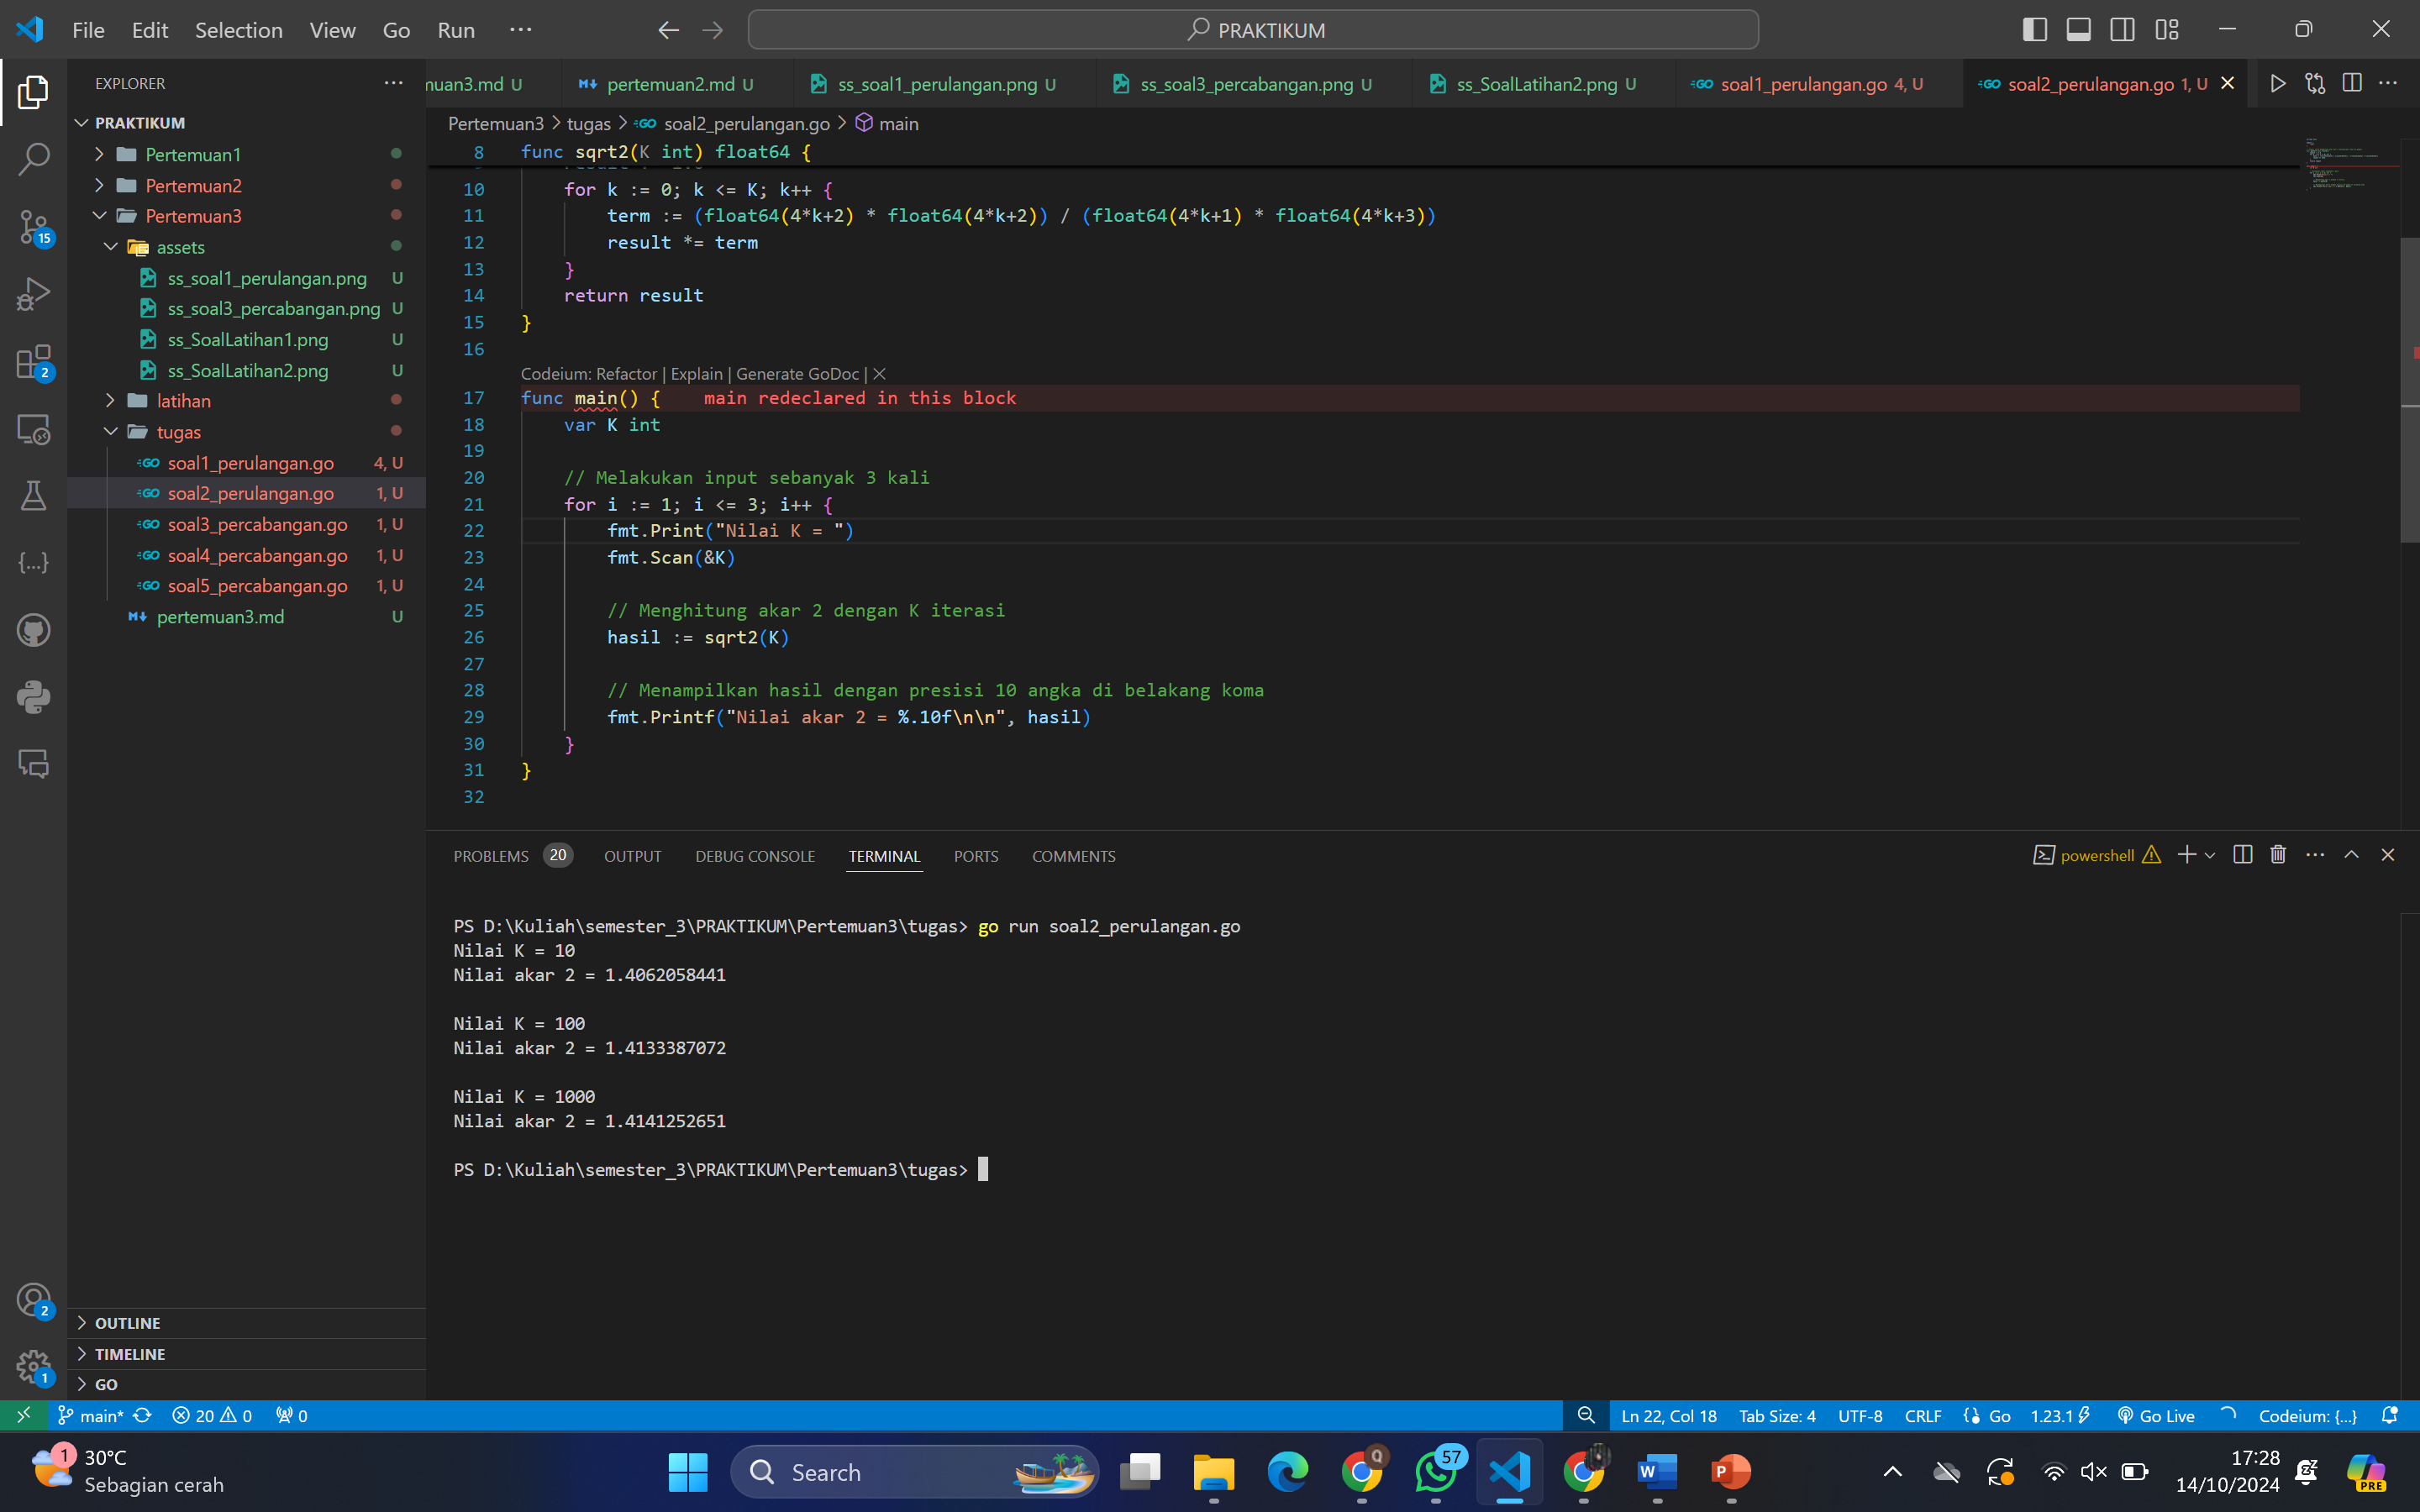 File Edit Selection View Go Run ···
PRAKTIKUM
EXPLORER
PRAKTIKUM
Pertemuan1
Pertemuan2
Pertemuan3
assets
ss_soal1_perulangan.png U
ss_soal3_percabangan.png U
ss_SoalLatihan1.png U
ss_SoalLatihan2.png U
latihan
tugas
soal1_perulangan.go 4, U
soal2_perulangan.go 1, U
soal3_percabangan.go 1, U
soal4_percabangan.go 1, U
soal5_percabangan.go 1, U
pertemuan3.md U
OUTLINE
TIMELINE
GO
15
2
2
1
muan3.md U
pertemuan2.md U
ss_soal1_perulangan.png U
ss_soal3_percabangan.png U
ss_SoalLatihan2.png U
soal1_perulangan.go 4, U
soal2_perulangan.go 1, U
Pertemuan3 > tugas > soal2_perulangan.go > main
8 func sqrt2(K int) float64 {
10 for k := 0; k <= K; k++ {
11 term := (float64(4*k+2) * float64(4*k+2)) / (float64(4*k+1) * float64(4*k+3))
12 result *= term
13 }
14 return result
15 }
16
Codeium: Refactor | Explain | Generate GoDoc | ×
17 func main() { main redeclared in this block
18 var K int
19
20 // Melakukan input sebanyak 3 kali
21 for i := 1; i <= 3; i++ {
22 fmt.Print("Nilai K = ")
23 fmt.Scan(&K)
24
25 // Menghitung akar 2 dengan K iterasi
26 hasil := sqrt2(K)
27
28 // Menampilkan hasil dengan presisi 10 angka di belakang koma
29 fmt.Printf("Nilai akar 2 = %.10f\n\n", hasil)
30 }
31 }
32
PROBLEMS 20 OUTPUT DEBUG CONSOLE TERMINAL PORTS COMMENTS
powershell
PS D:\Kuliah\semester_3\PRAKTIKUM\Pertemuan3\tugas> go run soal2_perulangan.go
Nilai K = 10
Nilai akar 2 = 1.4062058441
Nilai K = 100
Nilai akar 2 = 1.4133387072
Nilai K = 1000
Nilai akar 2 = 1.4141252651
PS D:\Kuliah\semester_3\PRAKTIKUM\Pertemuan3\tugas>
main* 20 0 0
Ln 22, Col 18 Tab Size: 4 UTF-8 CRLF Go 1.23.1 Go Live Codeium: {...}
1
30°C
Sebagian cerah
Search
Q
57
W
P
17:28
14/10/2024
PRE